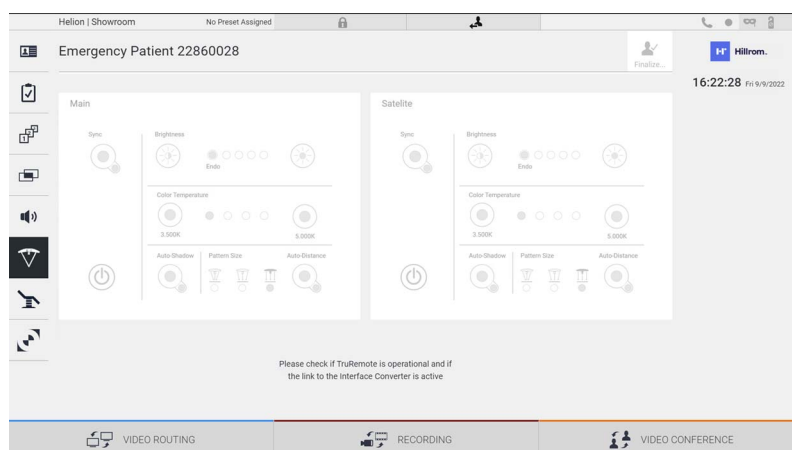 Helion | Showroom
No Preset Assigned
Emergency Patient 22860028
Finalize...
Hillrom.
16:22:28 Fri 9/9/2022
Main
Sync
Brightness
Endo
Color Temperature
3.500K
5.000K
Auto-Shadow
Pattern Size
Auto-Distance
Satelite
Sync
Brightness
Endo
Color Temperature
3.500K
5.000K
Auto-Shadow
Pattern Size
Auto-Distance
Please check if TruRemote is operational and if
the link to the Interface Converter is active
VIDEO ROUTING
RECORDING
VIDEO CONFERENCE